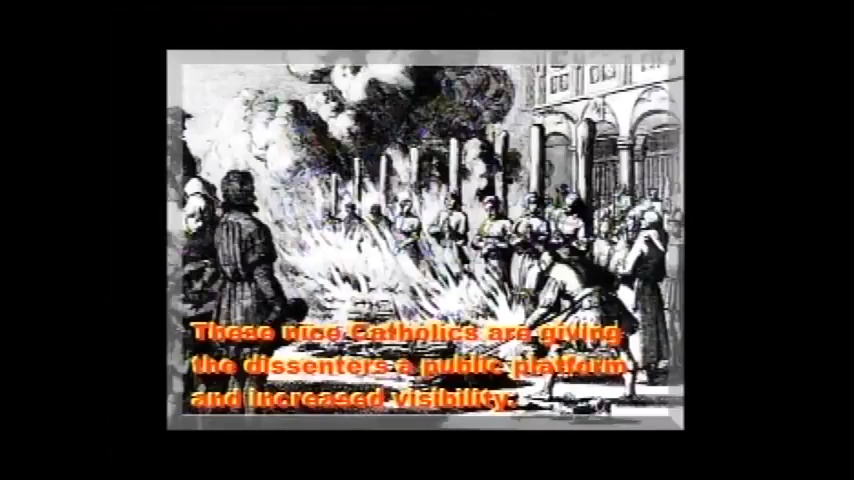 These nice Catholics are giving
the dissenters a public platform
and increased visibility.